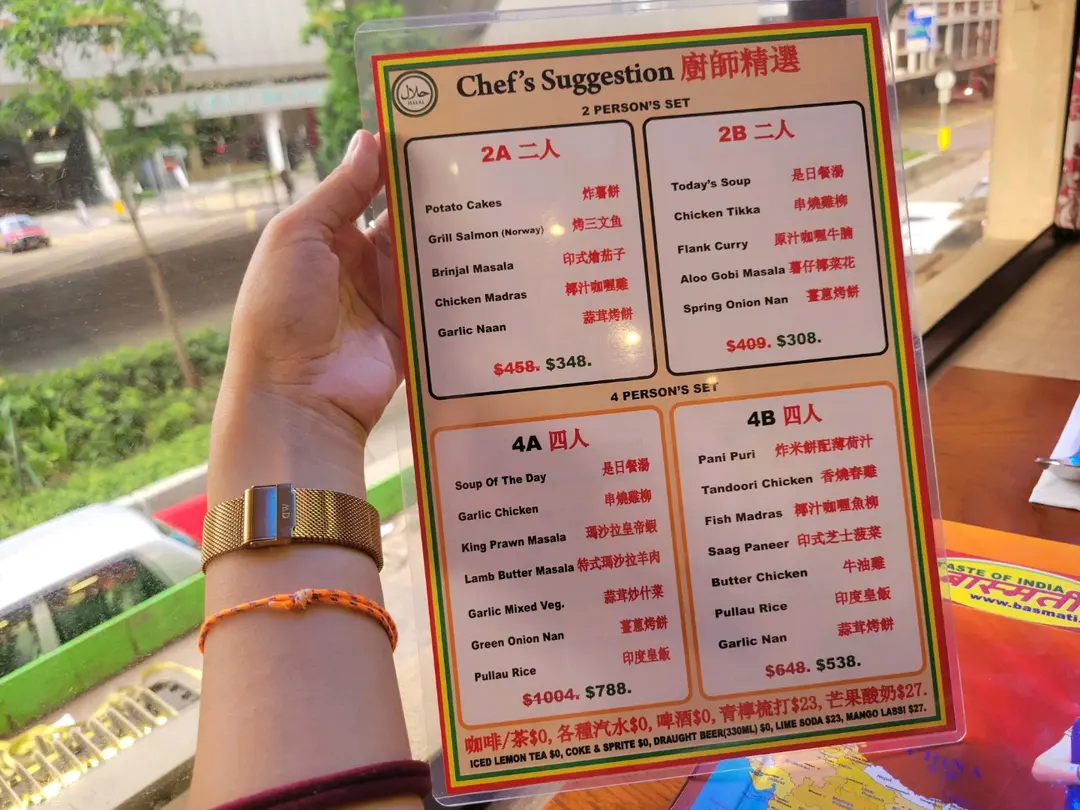 حلال
HALAL
Chef's Suggestion 廚師精選
2 PERSON'S SET
2A 二人
Potato Cakes 炸薯餅
Grill Salmon (Norway) 烤三文鱼
Brinjal Masala 印式燴茄子
Chicken Madras 椰汁咖喱雞
Garlic Naan 蒜茸烤餅
$458. $348.
2B 二人
Today's Soup 是日餐湯
Chicken Tikka 串燒雞柳
Flank Curry 原汁咖喱牛腩
Aloo Gobi Masala 薯仔椰菜花
Spring Onion Nan 薑蔥烤餅
$409. $308.
4 PERSON'S SET
4A 四人
Soup Of The Day 是日餐湯
Garlic Chicken 串燒雞柳
King Prawn Masala 瑪沙拉皇帝蝦
Lamb Butter Masala 特式瑪沙拉羊肉
Garlic Mixed Veg. 蒜茸炒什菜
Green Onion Nan 薑蔥烤餅
Pullau Rice 印度皇飯
$1004. $788.
4B 四人
Pani Puri 炸米餅配薄荷汁
Tandoori Chicken 香燒春雞
Fish Madras 椰汁咖喱魚柳
Saag Paneer 印式芝士菠菜
Butter Chicken 牛油雞
Pullau Rice 印度皇飯
Garlic Nan 蒜茸烤餅
$648. $538.
咖啡/茶$0, 各種汽水$0, 啤酒$0, 青檸梳打$23, 芒果酸奶$27.
ICED LEMON TEA $0, COKE & SPRITE $0, DRAUGHT BEER(330ML) $0, LIME SODA $23, MANGO LASSI $27.
ASTE OF INDIA
बासमती
www.basmati